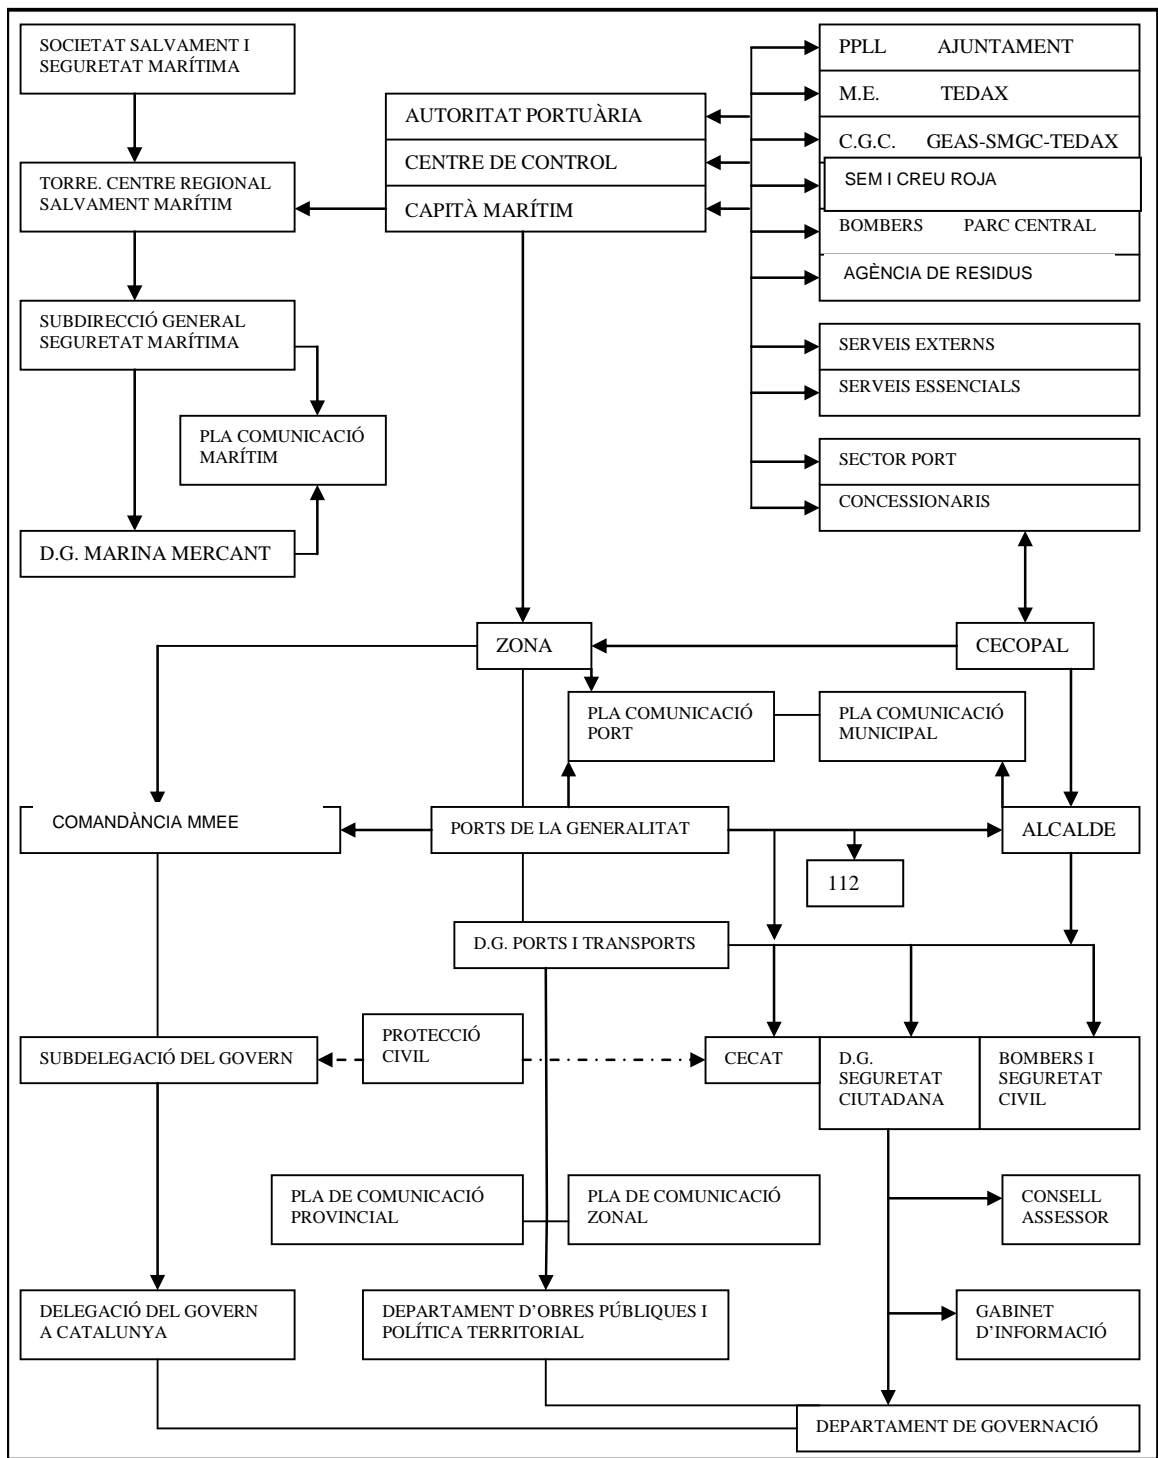 SOCIETAT SALVAMENT I
SEGURETAT MARÍTIMA
PPLL AJUNTAMENT
M.E. TEDAX
AUTORITAT PORTUÀRIA
C.G.C. GEAS-SMGC-TEDAX
CENTRE DE CONTROL
SEM I CREU ROJA
TORRE. CENTRE REGIONAL
SALVAMENT MARÍTIM
CAPITÀ MARÍTIM
BOMBERS PARC CENTRAL
AGÈNCIA DE RESIDUS
SUBDIRECCIÓ GENERAL
SEGURETAT MARÍTIMA
SERVEIS EXTERNS
SERVEIS ESSENCIALS
PLA COMUNICACIÓ
MARÍTIM
SECTOR PORT
CONCESSIONARIS
D.G. MARINA MERCANT
ZONA
CECOPAL
PLA COMUNICACIÓ
PORT
PLA COMUNICACIÓ
MUNICIPAL
COMANDÀNCIA MMEE
PORTS DE LA GENERALITAT
ALCALDE
112
D.G. PORTS I TRANSPORTS
PROTECCIÓ
CIVIL
SUBDELEGACIÓ DEL GOVERN
CECAT
D.G.
SEGURETAT
CIUTADANA
BOMBERS I
SEGURETAT
CIVIL
PLA DE COMUNICACIÓ
PROVINCIAL
PLA DE COMUNICACIÓ
ZONAL
CONSELL
ASSESSOR
DELEGACIÓ DEL GOVERN
A CATALUNYA
DEPARTAMENT D'OBRES PÚBLIQUES I
POLÍTICA TERRITORIAL
GABINET
D'INFORMACIÓ
DEPARTAMENT DE GOVERNACIÓ